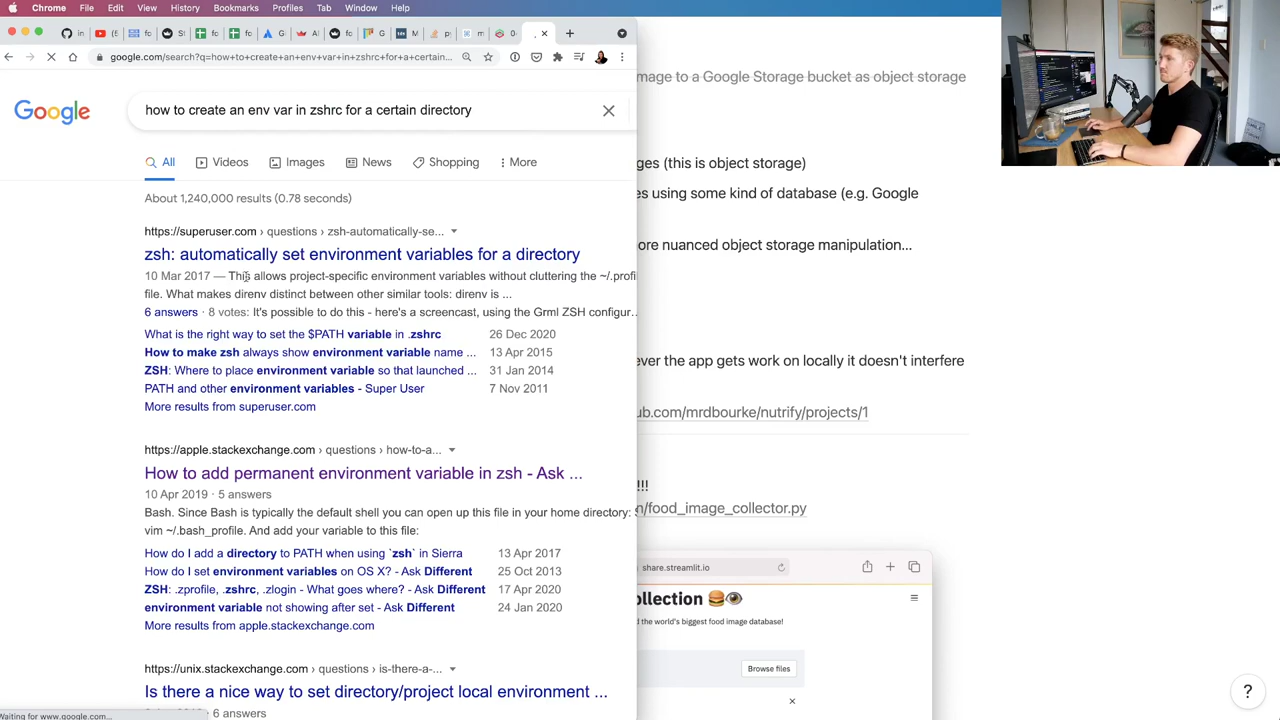 Chrome File Edit View History Bookmarks Profiles Tab Window Help
google.com/search?q=how+to+create+an+env+var+in+zshrc+for+a+certain...
Google
how to create an env var in zshrc for a certain directory
All Videos Images News Shopping More
About 1,240,000 results (0.78 seconds)
https://superuser.com › questions › zsh-automatically-se...
zsh: automatically set environment variables for a directory
10 Mar 2017 — This allows project-specific environment variables without cluttering the ~/.profi
file. What makes direnv distinct between other similar tools: direnv is ...
6 answers · 8 votes: It's possible to do this - here's a screencast, using the Grml ZSH configur...
What is the right way to set the $PATH variable in .zshrc 26 Dec 2020
How to make zsh always show environment variable name ... 13 Apr 2015
ZSH: Where to place environment variable so that launched ... 31 Jan 2014
PATH and other environment variables - Super User 7 Nov 2011
More results from superuser.com
https://apple.stackexchange.com › questions › how-to-a...
How to add permanent environment variable in zsh - Ask ...
10 Apr 2019 · 5 answers
Bash. Since Bash is typically the default shell you can open up this file in your home directory:
vim ~/.bash_profile. And add your variable to this file:
How do I add a directory to PATH when using `zsh` in Sierra 13 Apr 2017
How do I set environment variables on OS X? - Ask Different 25 Oct 2013
ZSH: .zprofile, .zshrc, .zlogin - What goes where? - Ask Different 17 Apr 2020
environment variable not showing after set - Ask Different 24 Jan 2020
More results from apple.stackexchange.com
https://unix.stackexchange.com › questions › is-there-a-...
Is there a nice way to set directory/project local environment ...
6 answers
Waiting for www.google.com...
mage to a Google Storage bucket as object storage
ges (this is object storage)
es using some kind of database (e.g. Google
ore nuanced object storage manipulation...
ever the app gets work on locally it doesn't interfere
ub.com/mrdbourke/nutrify/projects/1
!!!
n/food_image_collector.py
share.streamlit.io
ollection
d the world's biggest food image database!
Browse files
?